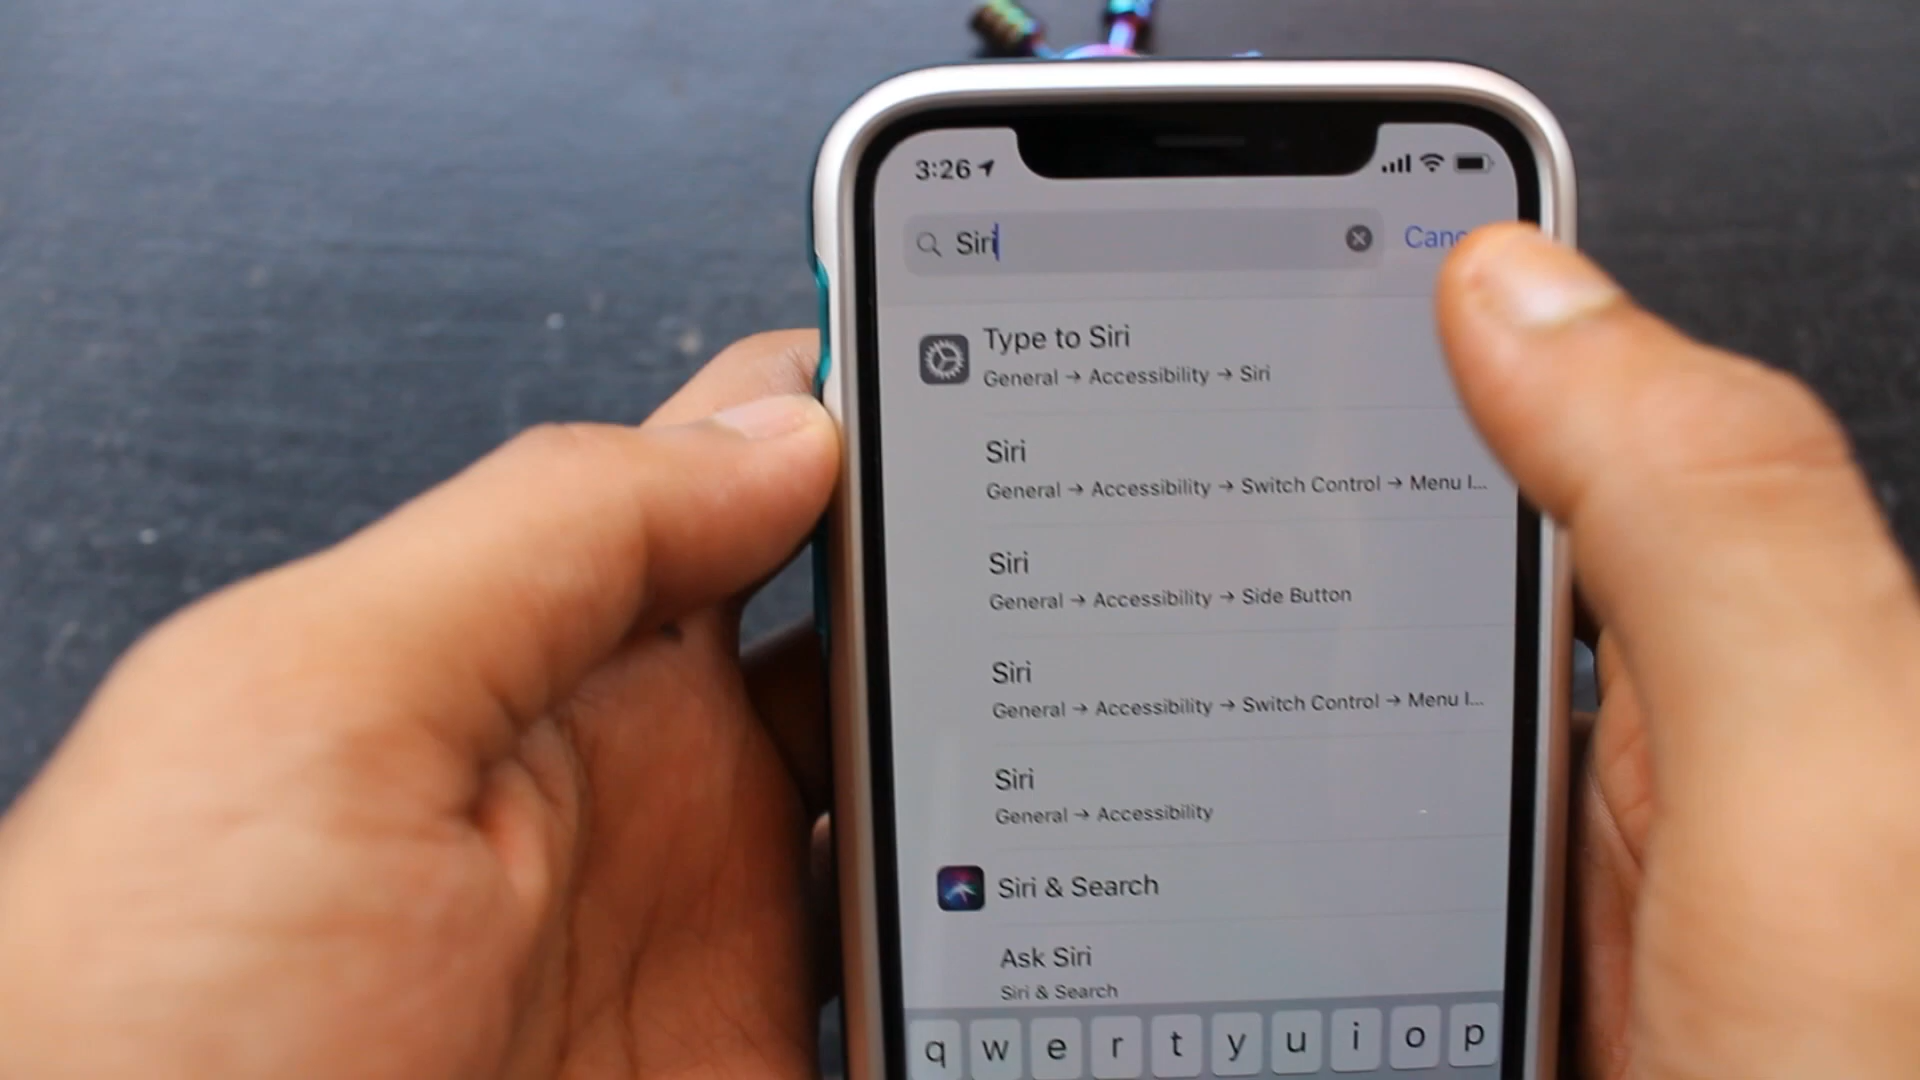 3:26
Siri
Type to Siri
General → Accessibility → Siri
Siri
General → Accessibility → Switch Control → Menu I...
Siri
General → Accessibility → Side Button
Siri
General → Accessibility → Switch Control → Menu I...
Siri
General → Accessibility
Siri & Search
Ask Siri
Siri & Search
q w e r t y u i o p